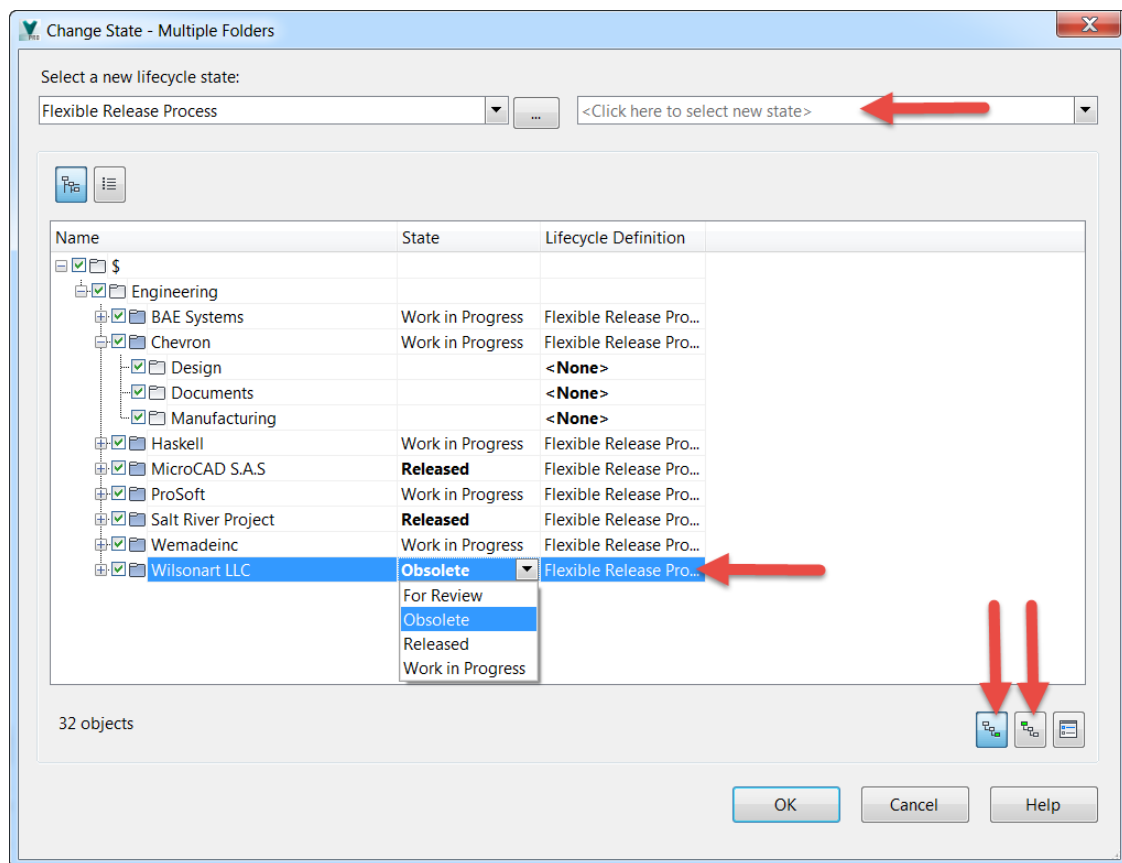 Change State - Multiple Folders
Select a new lifecycle state:
Flexible Release Process ... <Click here to select new state>
Name State Lifecycle Definition
$
Engineering
BAE Systems Work in Progress Flexible Release Pro...
Chevron Work in Progress Flexible Release Pro...
Design <None>
Documents <None>
Manufacturing <None>
Haskell Work in Progress Flexible Release Pro...
MicroCAD S.A.S Released Flexible Release Pro...
ProSoft Work in Progress Flexible Release Pro...
Salt River Project Released Flexible Release Pro...
Wemadeinc Work in Progress Flexible Release Pro...
Wilsonart LLC Obsolete Flexible Release Pro...
For Review
Obsolete
Released
Work in Progress
32 objects
OK Cancel Help